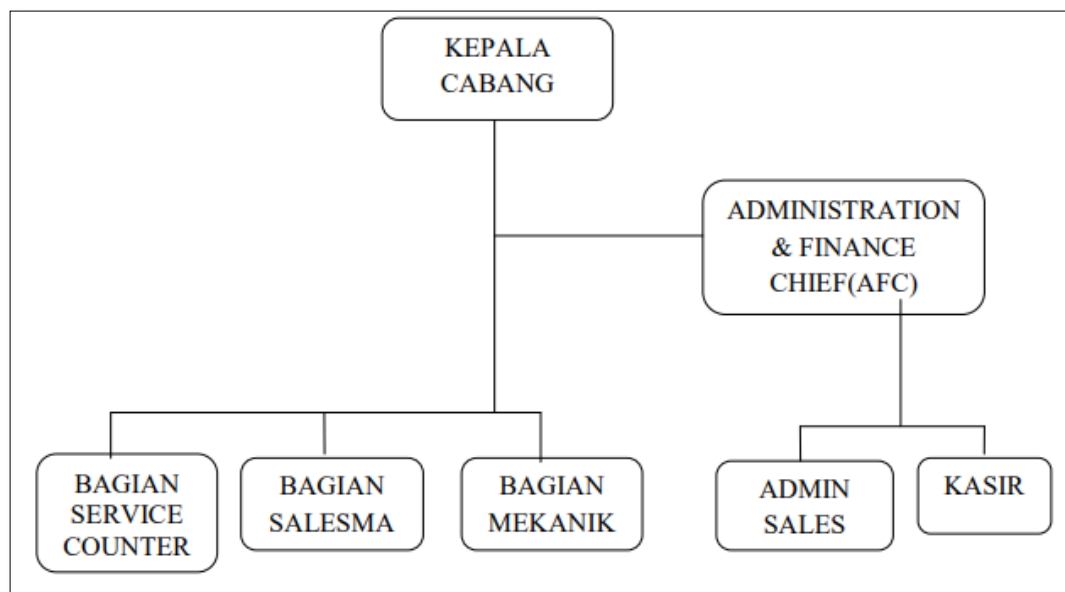 KEPALA
CABANG
ADMINISTRATION
& FINANCE
CHIEF(AFC)
BAGIAN
SERVICE
COUNTER
BAGIAN
SALESMA
BAGIAN
MEKANIK
ADMIN
SALES
KASIR